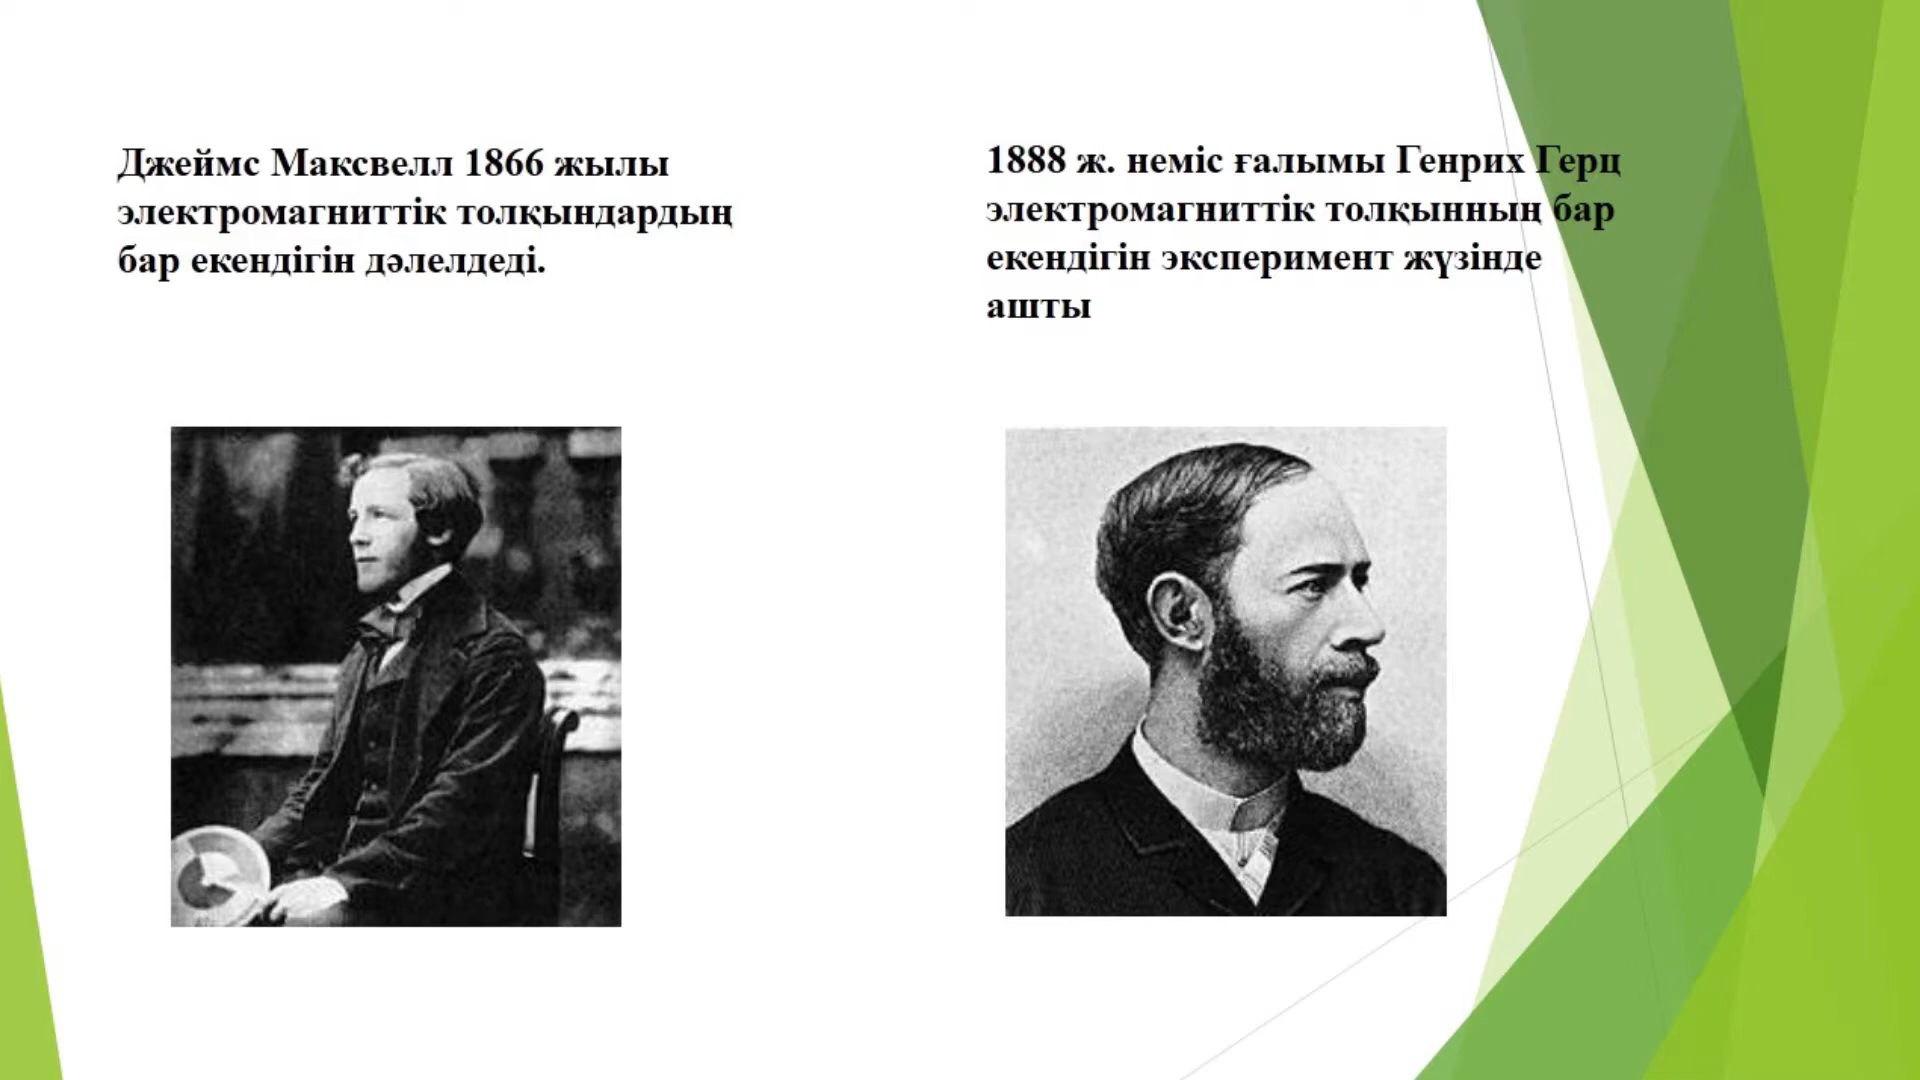 Джеймс Максвелл 1866 жылы
электромагниттік толқындардың
бар екендігін дәлелдеді.
1888 ж. неміс ғалымы Генрих Герц
электромагниттік толқынның бар
екендігін эксперимент жүзінде
ашты